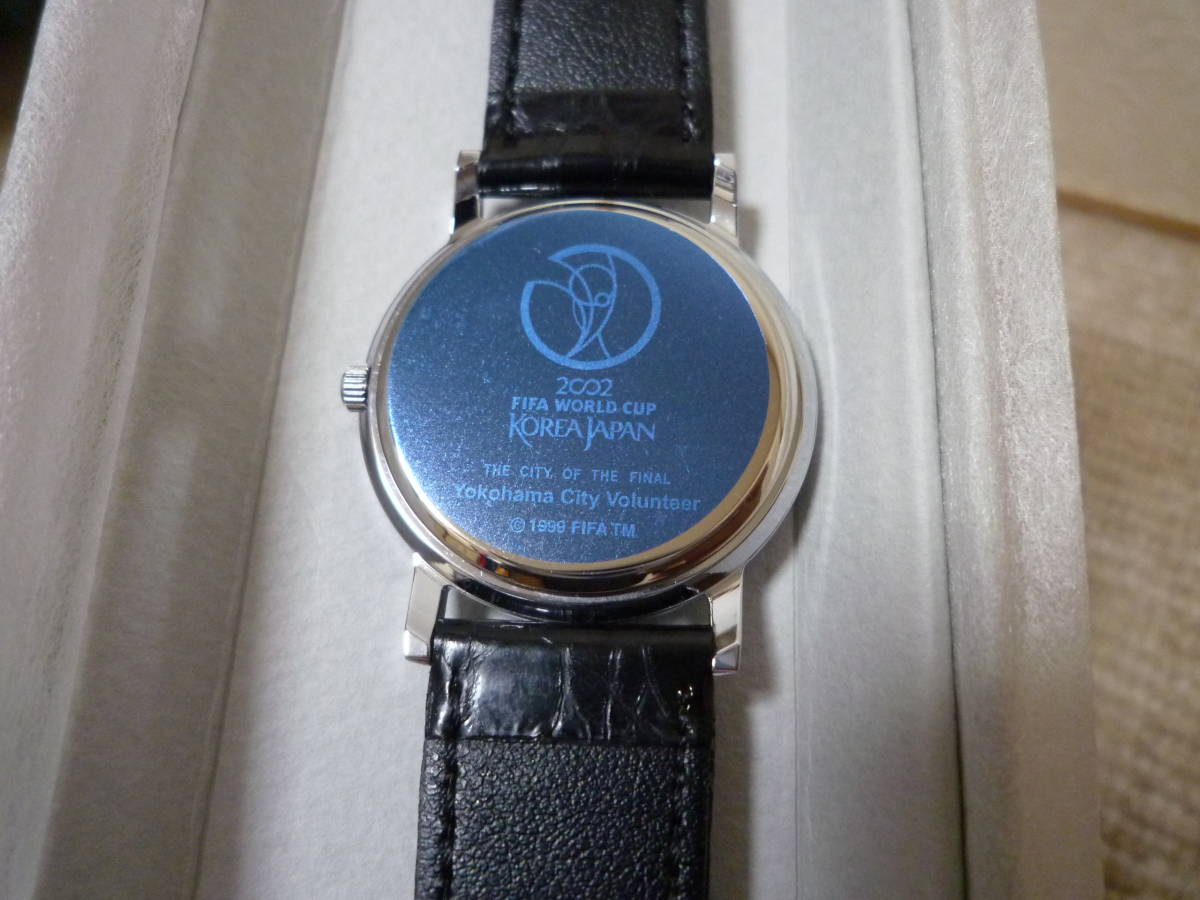 2002
FIFA WORLD CUP
KOREA JAPAN
THE CITY OF THE FINAL
Yokohama City Volunteer
© 1999 FIFA TM